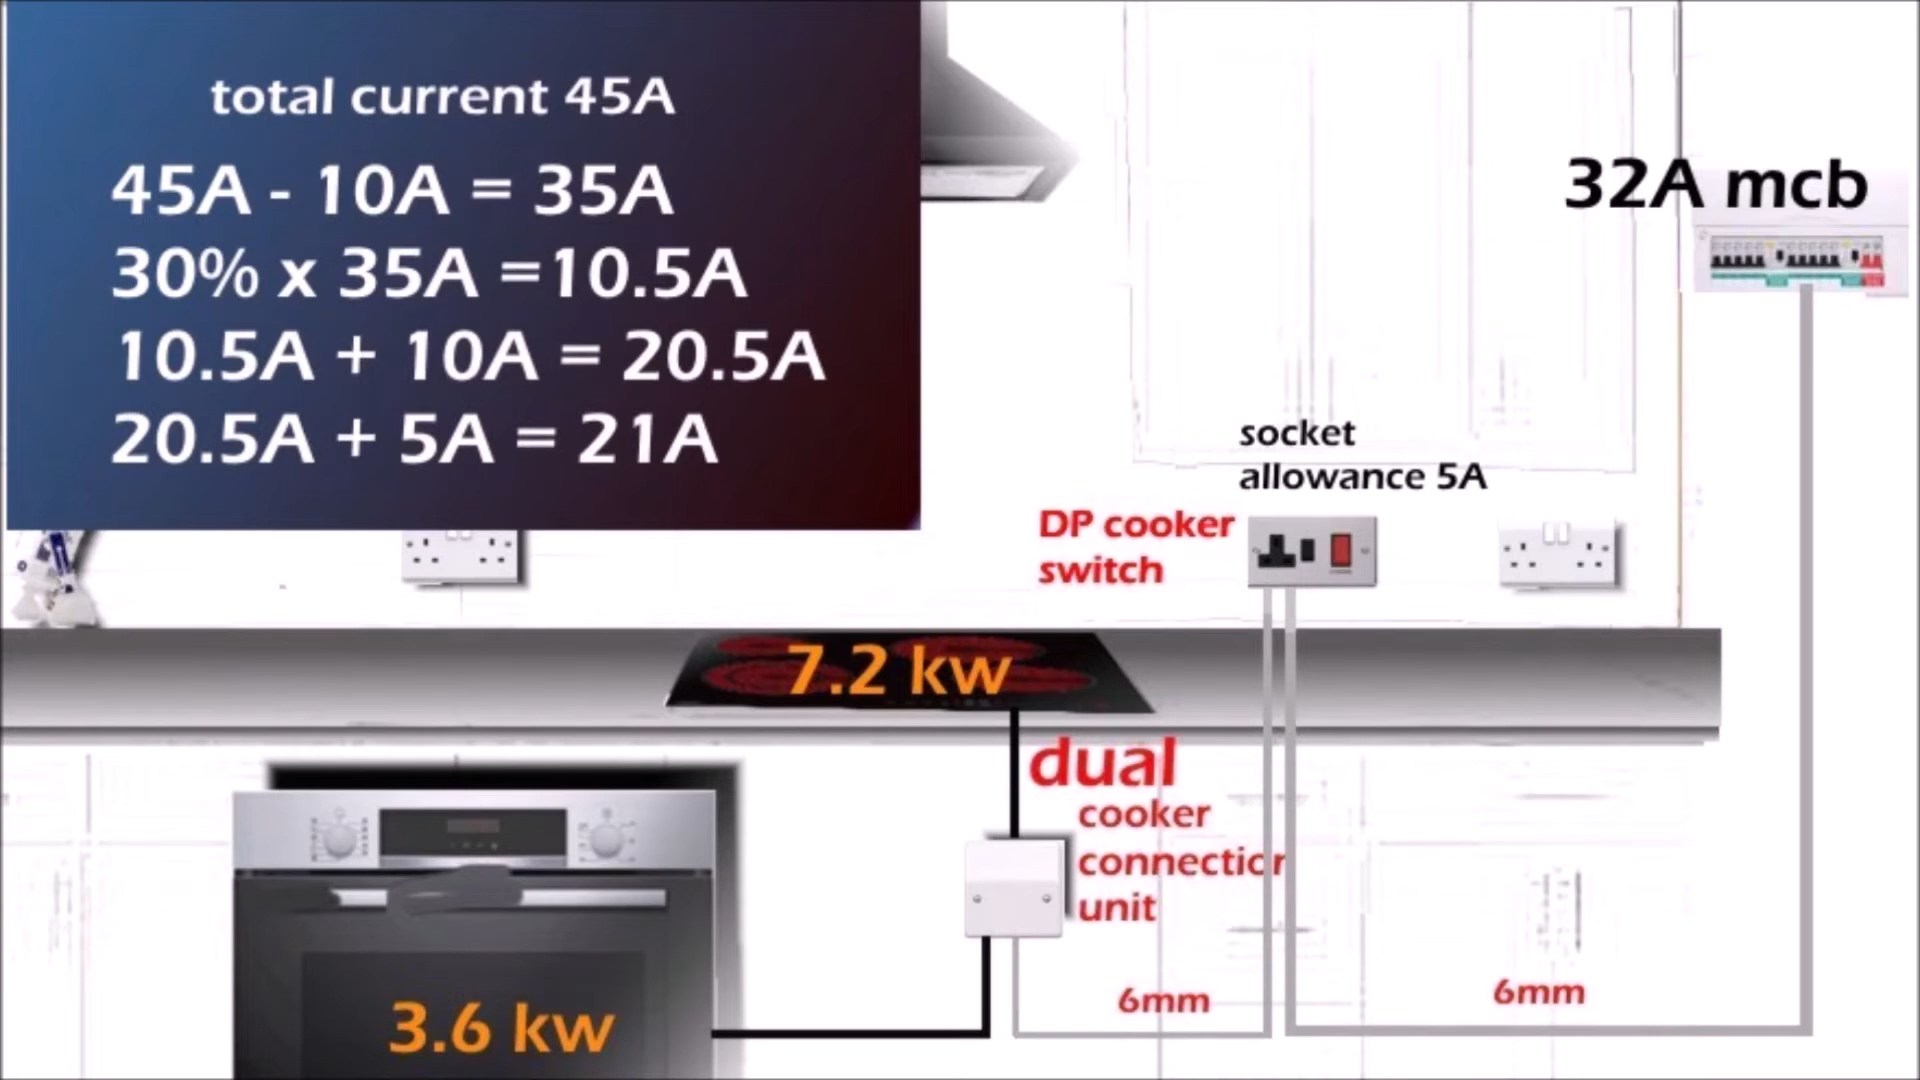 total current 45A
45A - 10A = 35A
30% x 35A =10.5A
10.5A + 10A = 20.5A
20.5A + 5A = 21A
32A mcb
socket
allowance 5A
DP cooker
switch
7.2 kw
dual
cooker
connection
unit
6mm
6mm
3.6 kw